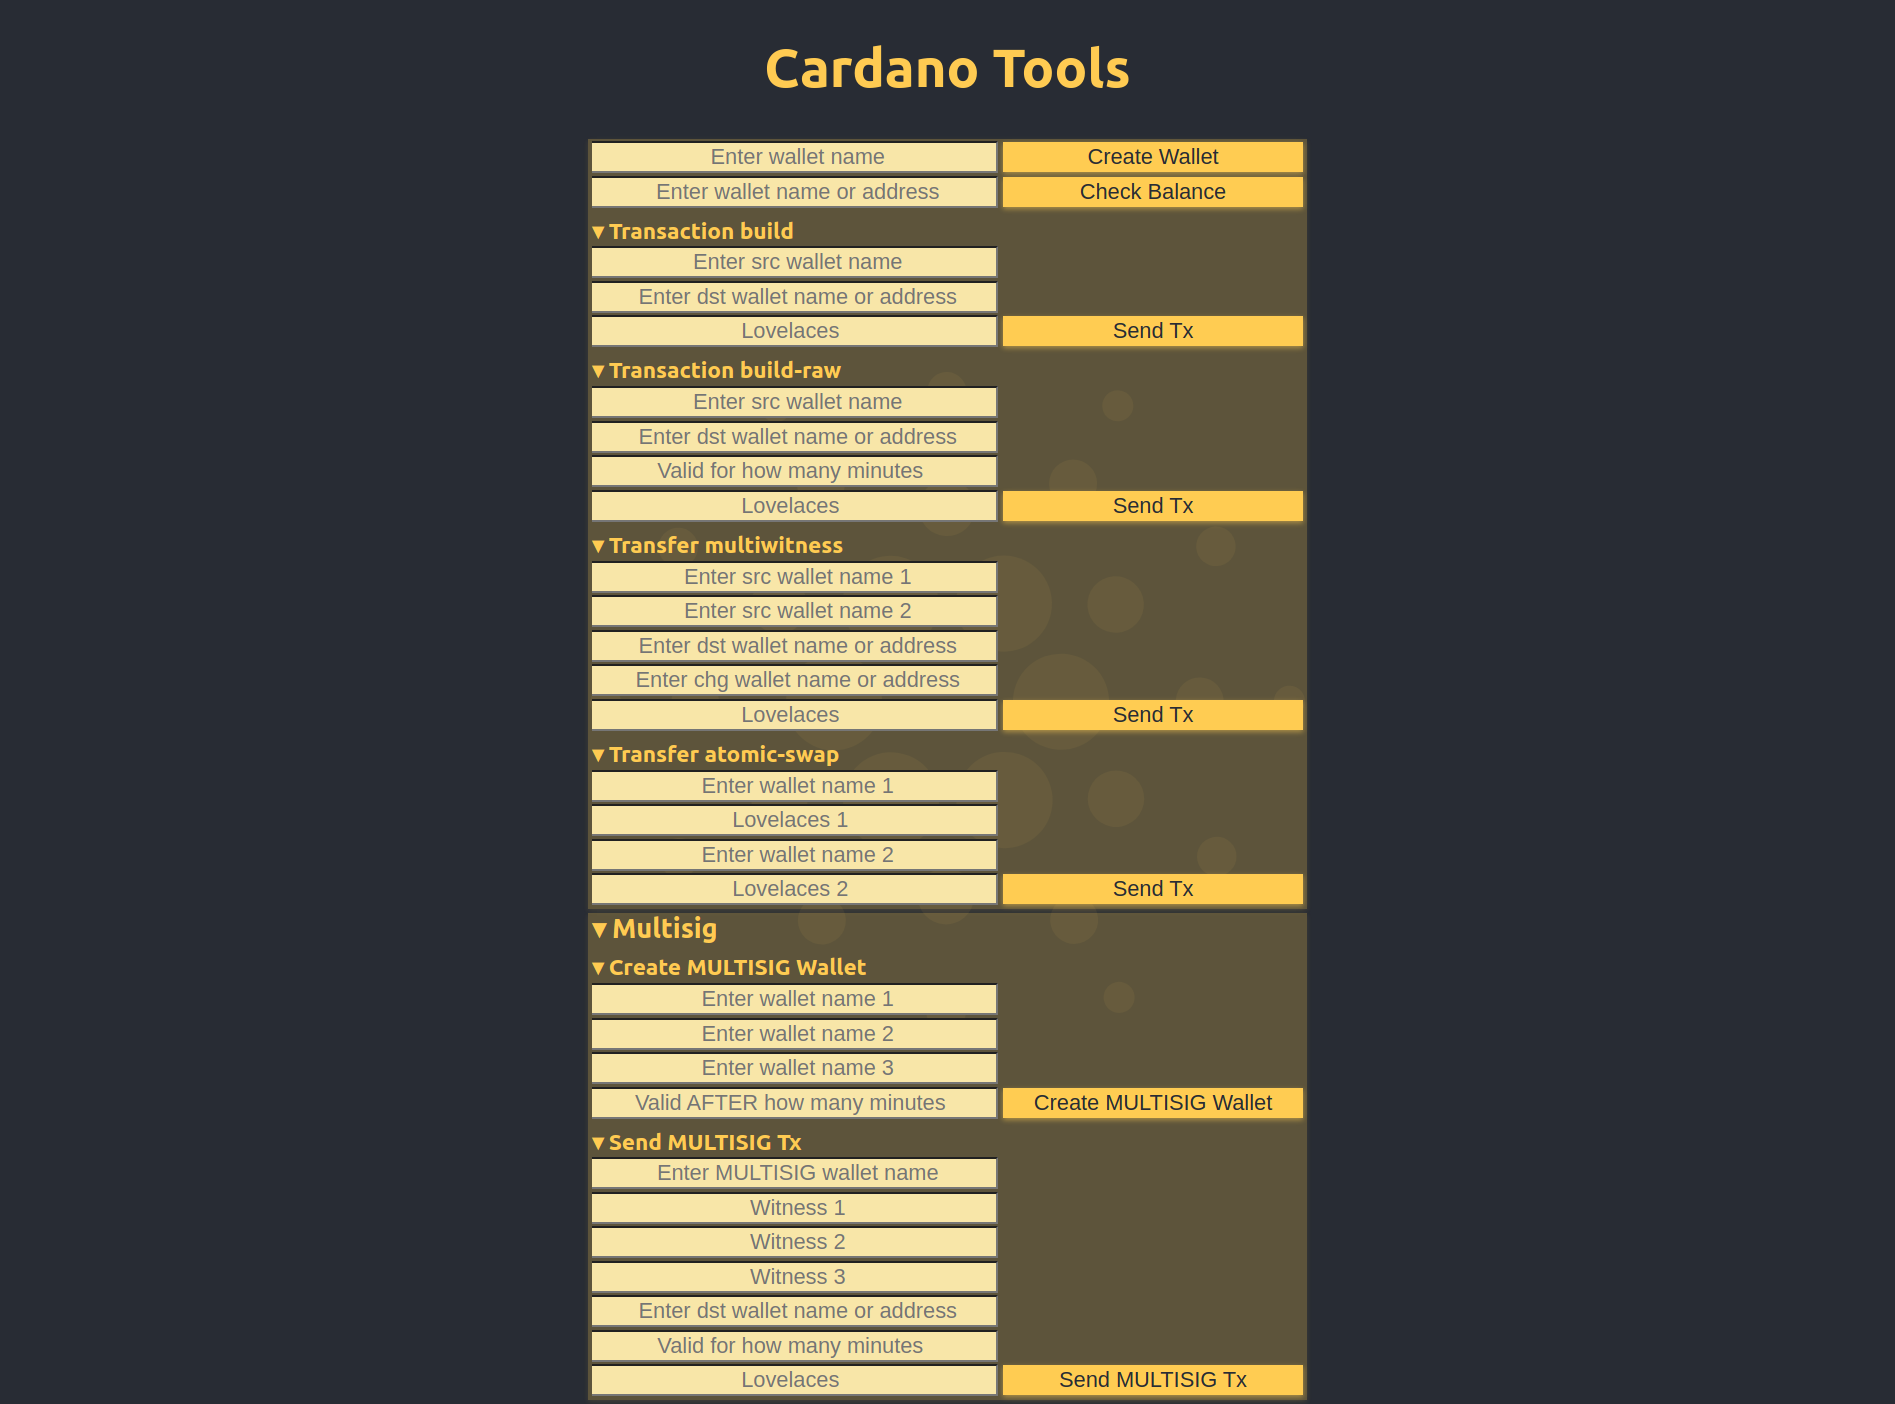 Cardano Tools
Enter wallet name
Create Wallet
Enter wallet name or address
Check Balance
▼ Transaction build
Enter src wallet name
Enter dst wallet name or address
Lovelaces
Send Tx
▼ Transaction build-raw
Enter src wallet name
Enter dst wallet name or address
Valid for how many minutes
Lovelaces
Send Tx
▼ Transfer multiwitness
Enter src wallet name 1
Enter src wallet name 2
Enter dst wallet name or address
Enter chg wallet name or address
Lovelaces
Send Tx
▼ Transfer atomic-swap
Enter wallet name 1
Lovelaces 1
Enter wallet name 2
Lovelaces 2
Send Tx
▼ Multisig
▼ Create MULTISIG Wallet
Enter wallet name 1
Enter wallet name 2
Enter wallet name 3
Valid AFTER how many minutes
Create MULTISIG Wallet
▼ Send MULTISIG Tx
Enter MULTISIG wallet name
Witness 1
Witness 2
Witness 3
Enter dst wallet name or address
Valid for how many minutes
Lovelaces
Send MULTISIG Tx